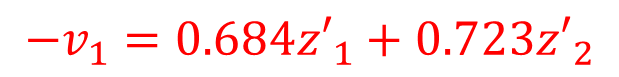 −v₁ = 0.684z′₁ + 0.723z′₂